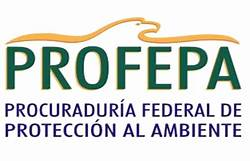 PROFEPA
PROCURADURÍA FEDERAL DE
PROTECCIÓN AL AMBIENTE